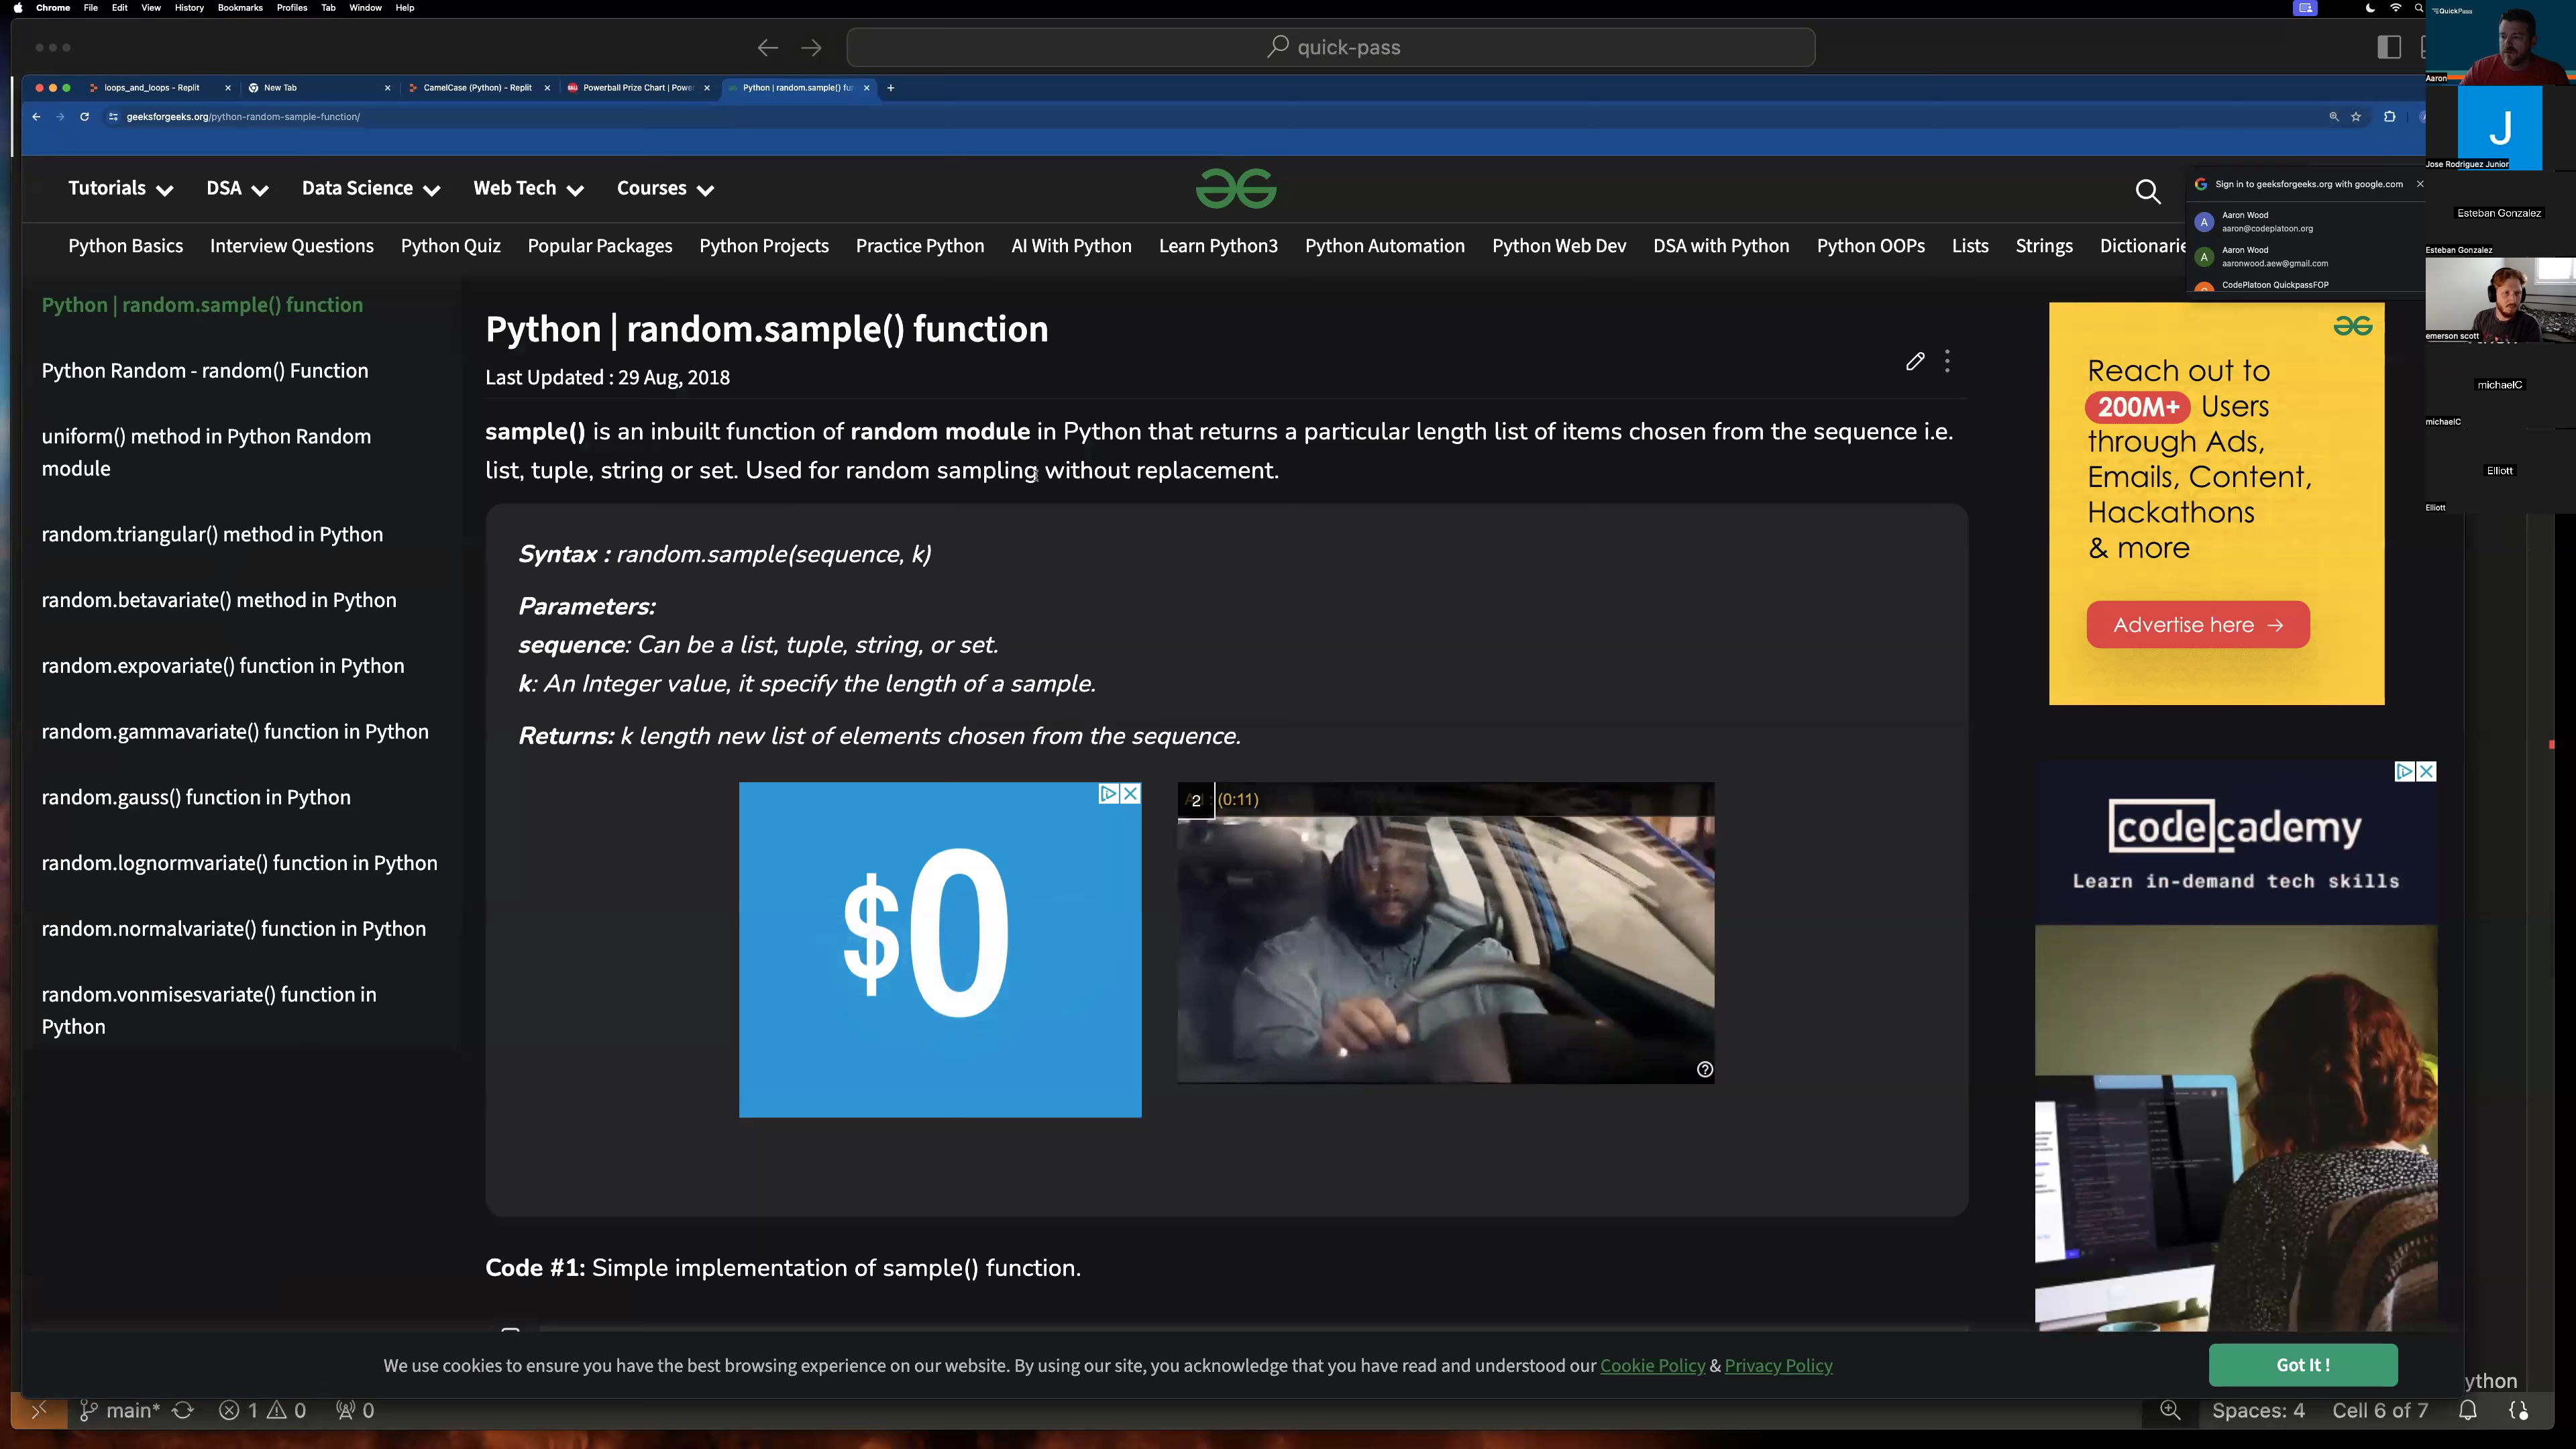 Chrome File Edit View History Bookmarks Profiles Tab Window Help
quick-pass
loops_and_loops - Replit
New Tab
CamelCase (Python) - Replit
Powerball Prize Chart | Power
Python | random.sample() fu
geeksforgeeks.org/python-random-sample-function/
Tutorials DSA Data Science Web Tech Courses
Sign in to geeksforgeeks.org with google.com
A
Aaron Wood
aaron@codeplatoon.org
A
Aaron Wood
aaronwood.aew@gmail.com
CodePlatoon QuickpassFOP
Python Basics Interview Questions Python Quiz Popular Packages Python Projects Practice Python AI With Python Learn Python3 Python Automation Python Web Dev DSA with Python Python OOPs Lists Strings Dictionarie
QuickPass
Aaron
J
Jose Rodriguez Junior
Esteban Gonzalez
Esteban Gonzalez
emerson scott
michaelC
michaelC
Elliott
Elliott
Python | random.sample() function
Python Random - random() Function
uniform() method in Python Random
module
random.triangular() method in Python
random.betavariate() method in Python
random.expovariate() function in Python
random.gammavariate() function in Python
random.gauss() function in Python
random.lognormvariate() function in Python
random.normalvariate() function in Python
random.vonmisesvariate() function in
Python
Python | random.sample() function
Last Updated : 29 Aug, 2018
sample() is an inbuilt function of random module in Python that returns a particular length list of items chosen from the sequence i.e.
list, tuple, string or set. Used for random sampling without replacement.
Syntax : random.sample(sequence, k)
Parameters:
sequence: Can be a list, tuple, string, or set.
k: An Integer value, it specify the length of a sample.
Returns: k length new list of elements chosen from the sequence.
$0
2 (0:11)
Code #1: Simple implementation of sample() function.
Reach out to
200M+ Users
through Ads,
Emails, Content,
Hackathons
& more
Advertise here →
codecademy
Learn in-demand tech skills
We use cookies to ensure you have the best browsing experience on our website. By using our site, you acknowledge that you have read and understood our Cookie Policy & Privacy Policy
Got It !
ython
main* 1 0 0
Spaces: 4 Cell 6 of 7